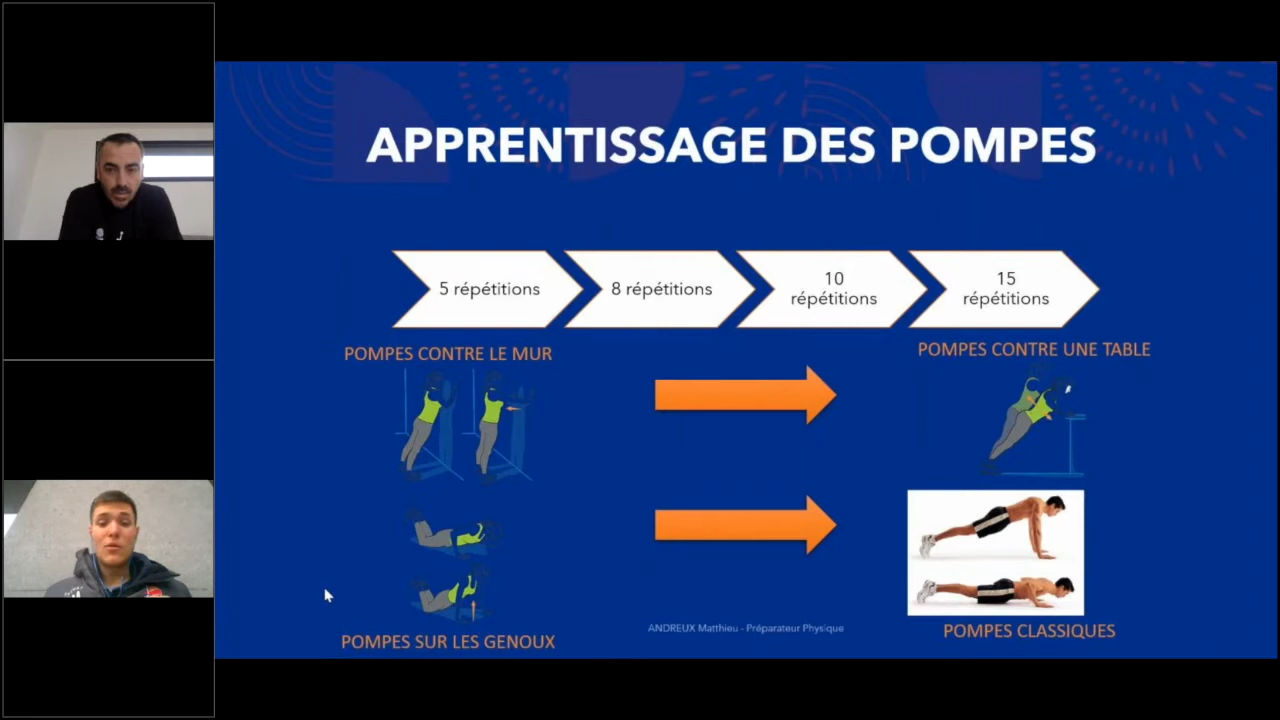 APPRENTISSAGE DES POMPES
5 répétitions
8 répétitions
10
répétitions
15
répétitions
POMPES CONTRE LE MUR
POMPES CONTRE UNE TABLE
POMPES SUR LES GENOUX
ANDREUX Matthieu - Préparateur Physique
POMPES CLASSIQUES